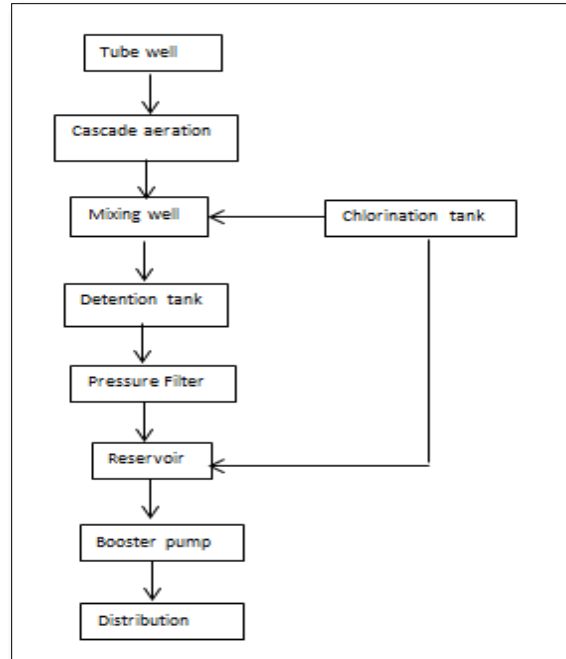 Tube well
Cascade aeration
Mixing well
Chlorination tank
Detention tank
Pressure Filter
Reservoir
Booster pump
Distribution